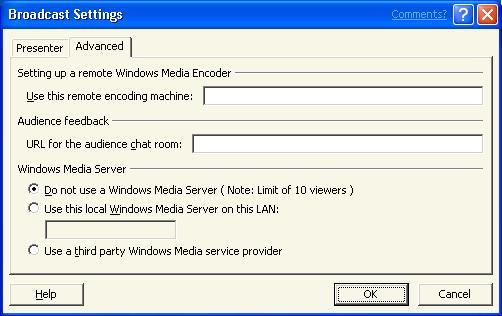 Broadcast Settings
Comments?
?
Presenter
Advanced
Setting up a remote Windows Media Encoder
Use this remote encoding machine:
Audience feedback
URL for the audience chat room:
Windows Media Server
Do not use a Windows Media Server ( Note: Limit of 10 viewers )
Use this local Windows Media Server on this LAN:
Use a third party Windows Media service provider
Help
OK
Cancel